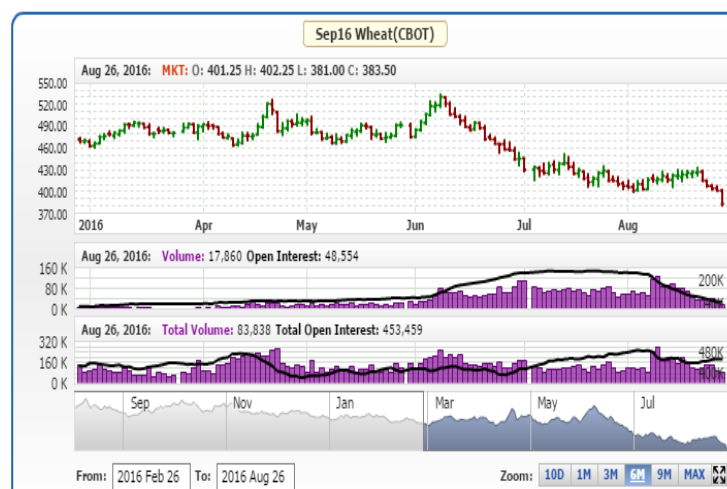 Sep16 Wheat(CBOT)
Aug 26, 2016: MKT: O: 401.25 H: 402.25 L: 381.00 C: 383.50
550.00
520.00
490.00
460.00
430.00
400.00
370.00
2016 Apr May Jun Jul Aug
Aug 26, 2016: Volume: 17,860 Open Interest: 48,554
160 K
80 K
0 K
200K
Aug 26, 2016: Total Volume: 83,838 Total Open Interest: 453,459
320 K
160 K
0 K
480K
400K
Sep Nov Jan Mar May Jul
From: 2016 Feb 26 To: 2016 Aug 26 Zoom: 10D 1M 3M 6M 9M MAX